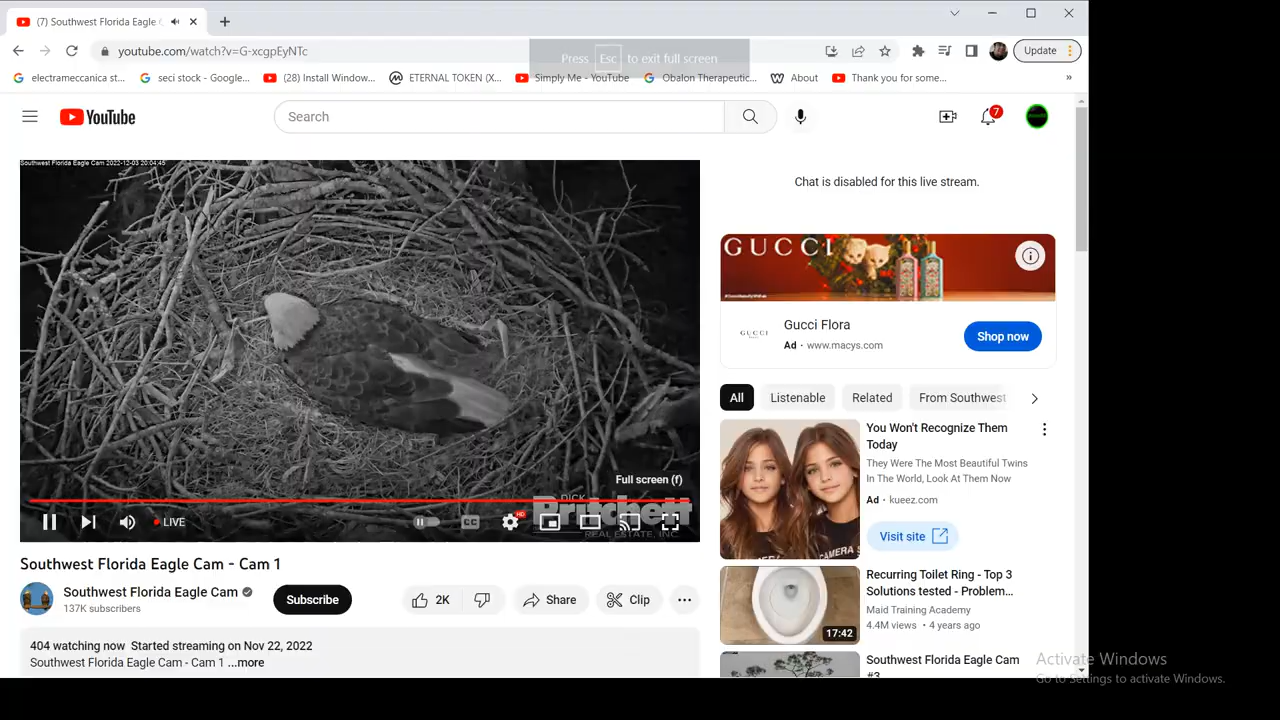 (7) Southwest Florida Eagle
youtube.com/watch?v=G-xcgpEyNTc
Press Esc to exit full screen
Update
electrameccanica st...
seci stock - Google...
(28) Install Window...
ETERNAL TOKEN (X...
Simply Me - YouTube
Obalon Therapeutic...
About
Thank you for some...
»
YouTube
Search
7
Southwest Florida Eagle Cam 2022-12-03 20:04:45
Chat is disabled for this live stream.
GUCCI
GUCCI
Gucci Flora
Ad · www.macys.com
Shop now
All
Listenable
Related
From Southwest
You Won't Recognize Them
Today
They Were The Most Beautiful Twins
In The World, Look At Them Now
Ad · kueez.com
Visit site
CAMERA S
Full screen (f)
DICK
Pritchett
REAL ESTATE, INC.
LIVE
CC
HD
Southwest Florida Eagle Cam - Cam 1
Southwest Florida Eagle Cam
137K subscribers
Subscribe
2K
Share
Clip
404 watching now Started streaming on Nov 22, 2022
Southwest Florida Eagle Cam - Cam 1 ...more
Recurring Toilet Ring - Top 3
Solutions tested - Problem...
Maid Training Academy
4.4M views • 4 years ago
17:42
Southwest Florida Eagle Cam
#3
Activate Windows
Go to Settings to activate Windows.